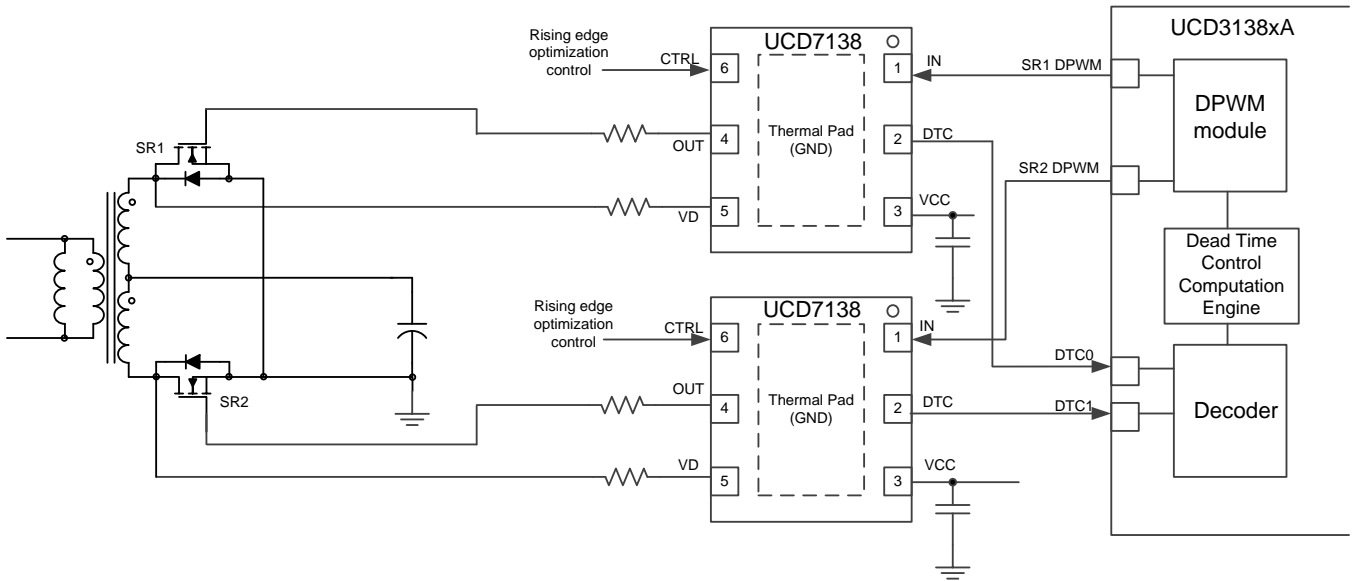 UCD3138xA
Rising edge
optimization
control
CTRL
6
UCD7138
1
IN
SR1 DPWM
DPWM
module
SR1
OUT
4
Thermal Pad
(GND)
2
DTC
SR2 DPWM
VD
5
3
VCC
Dead Time
Control
Computation
Engine
Rising edge
optimization
control
CTRL
6
UCD7138
1
IN
DTC0
SR2
OUT
4
Thermal Pad
(GND)
2
DTC
DTC1
Decoder
VD
5
3
VCC